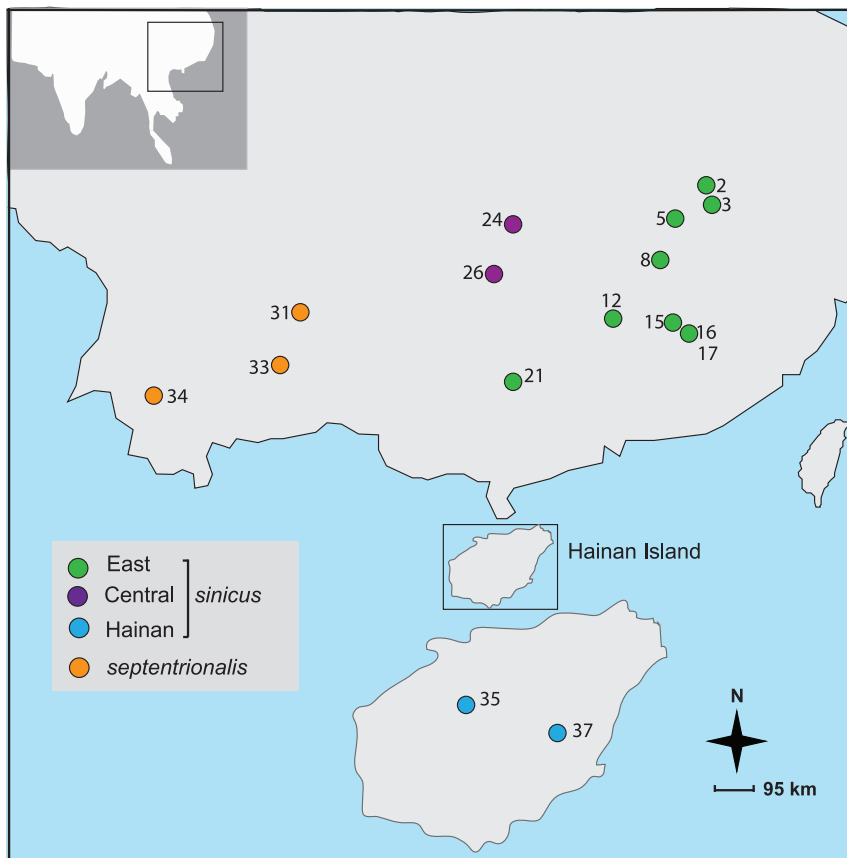 2
3
5
24
8
26
12
31
15
16
17
33
21
34
Hainan Island
East
Central
sinicus
Hainan
septentrionalis
35
37
N
95 km